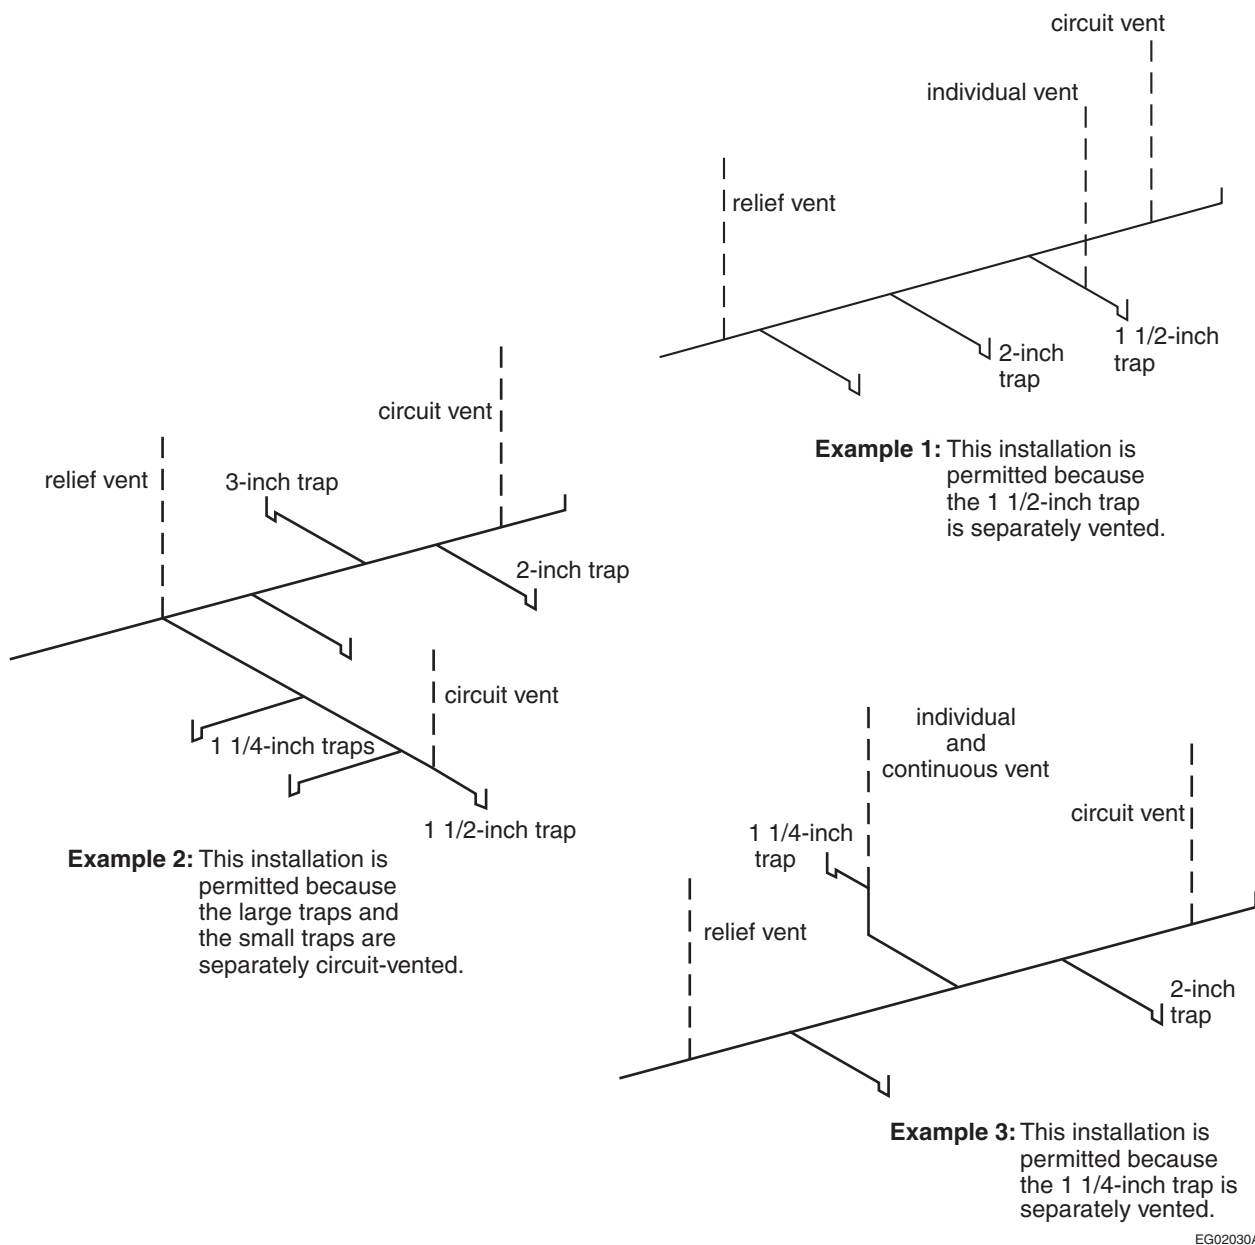 circuit vent
individual vent
relief vent
2-inch
trap
1 1/2-inch
trap
Example 1: This installation is
permitted because
the 1 1/2-inch trap
is separately vented.
circuit vent
relief vent
3-inch trap
2-inch trap
circuit vent
1 1/4-inch traps
1 1/2-inch trap
Example 2: This installation is
permitted because
the large traps and
the small traps are
separately circuit-vented.
individual
and
continuous vent
circuit vent
1 1/4-inch
trap
relief vent
2-inch
trap
Example 3: This installation is
permitted because
the 1 1/4-inch trap is
separately vented.
EG02030A